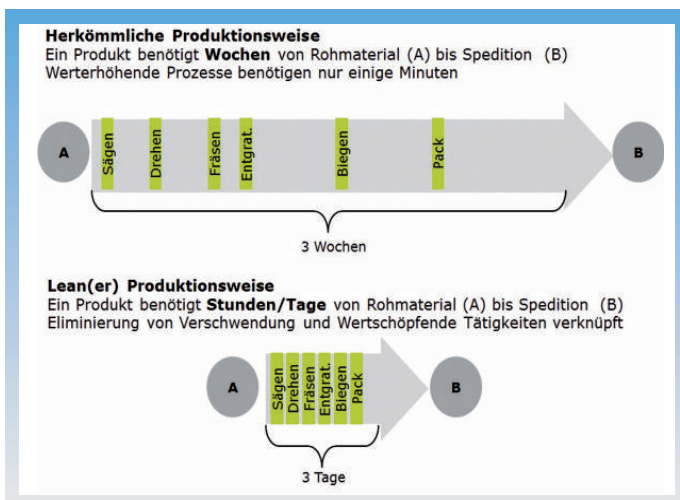 Herkömmliche Produktionsweise
Ein Produkt benötigt Wochen von Rohmaterial (A) bis Spedition (B)
Werterhöhende Prozesse benötigen nur einige Minuten
A
Sägen
Drehen
Fräsen
Entgrat.
Biegen
Pack
B
3 Wochen
Lean(er) Produktionsweise
Ein Produkt benötigt Stunden/Tage von Rohmaterial (A) bis Spedition (B)
Eliminierung von Verschwendung und Wertschöpfende Tätigkeiten verknüpft
A
Sägen
Drehen
Fräsen
Entgrat.
Biegen
Pack
B
3 Tage